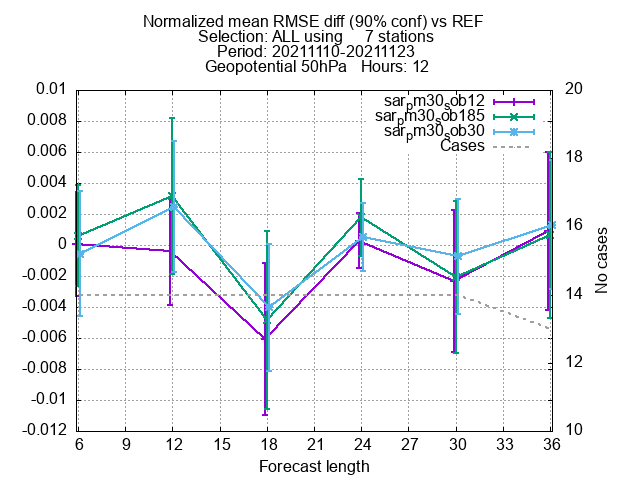 Normalized mean RMSE diff (90% conf) vs REF
Selection: ALL using 7 stations
Period: 20211110-20211123
Geopotential 50hPa Hours: 12
0.01
0.008
0.006
0.004
0.002
0
-0.002
-0.004
-0.006
-0.008
-0.01
-0.012
20
18
16
14
12
10
No cases
sarpm30sob12
sarpm30sob185
sarpm30sob30
Cases
6 9 12 15 18 21 24 27 30 33 36
Forecast length